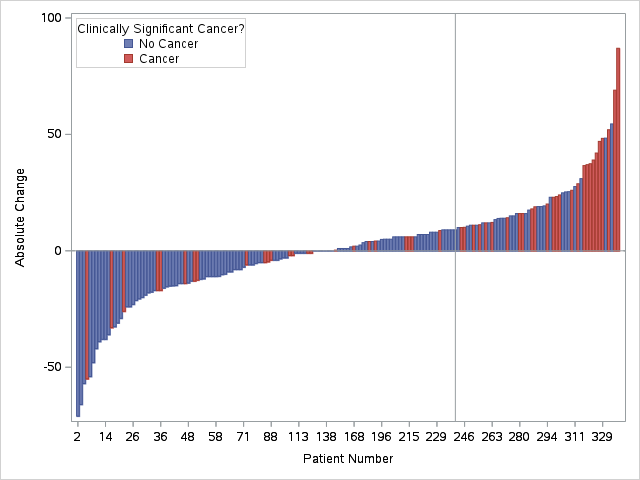 100
Clinically Significant Cancer?
No Cancer
Cancer
50
Absolute Change
0
-50
2 14 26 36 48 58 71 88 113 138 168 196 215 229 246 263 280 294 311 329
Patient Number